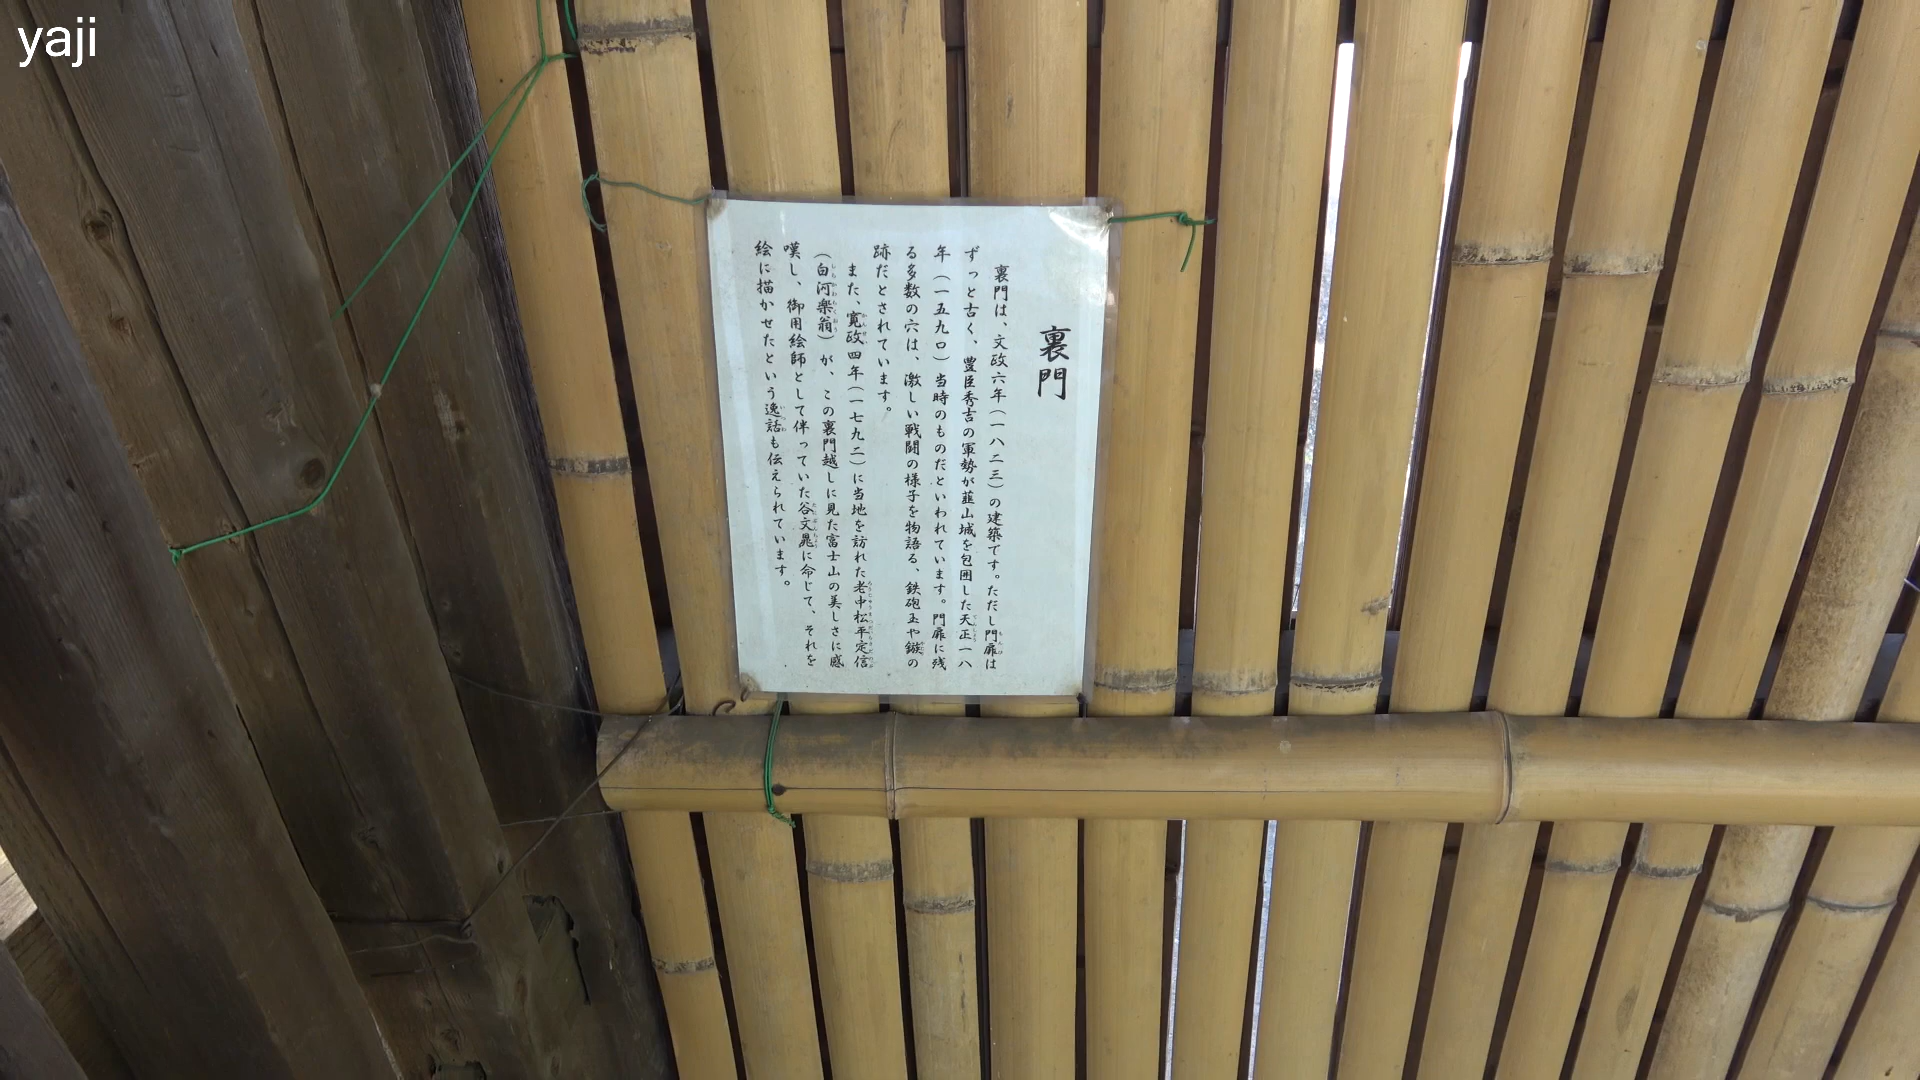 yaji
裏門
裏門は、文政六年（一八二三）の建築です。ただし門扉は
ずっと古く、豊臣秀吉の軍勢が韮山城を包囲した天正一八
年（一五九〇）当時のものだといわれています。門扉に残
る多数の穴は、激しい戦闘の様子を物語る、鉄砲玉や鏃の
跡だとされています。
また、寛政四年（一七九二）に当地を訪れた老中松平定信
（白河楽翁）が、この裏門越しに見た富士山の美しさに感
嘆し、御用絵師として伴っていた谷文晁に命じて、それを
絵に描かせたという逸話も伝えられています。